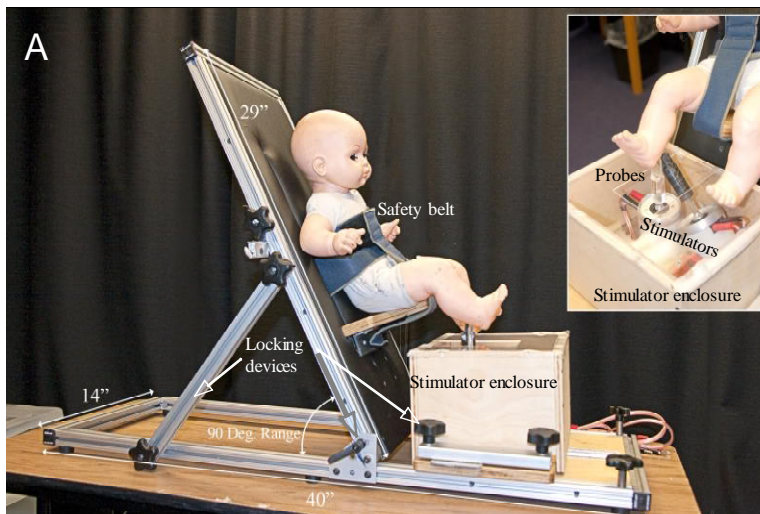 A
29”
Safety belt
Locking
devices
14”
90 Deg. Range
40”
Stimulator enclosure
Probes
Stimulators
Stimulator enclosure